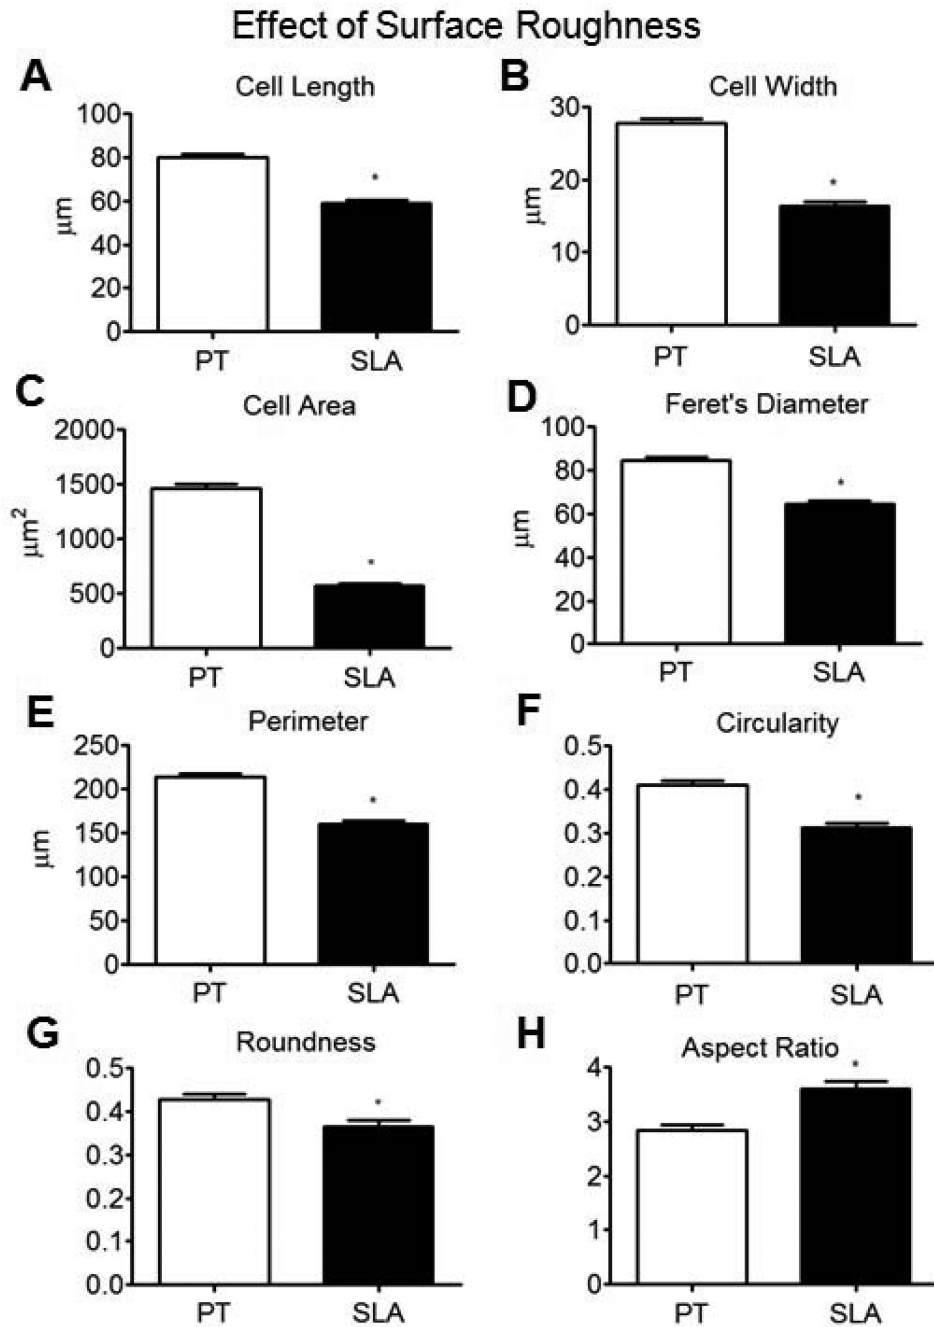 Effect of Surface Roughness
A
Cell Length
100
80
60
40
20
0
μm
*
PT
SLA
B
Cell Width
30
20
10
0
μm
*
PT
SLA
C
Cell Area
2000
1500
1000
500
0
μm²
*
PT
SLA
D
Feret's Diameter
100
80
60
40
20
0
μm
*
PT
SLA
E
Perimeter
250
200
150
100
50
0
μm
*
PT
SLA
F
Circularity
0.5
0.4
0.3
0.2
0.1
0.0
*
PT
SLA
G
Roundness
0.5
0.4
0.3
0.2
0.1
0.0
*
PT
SLA
H
Aspect Ratio
4
3
2
1
0
*
PT
SLA